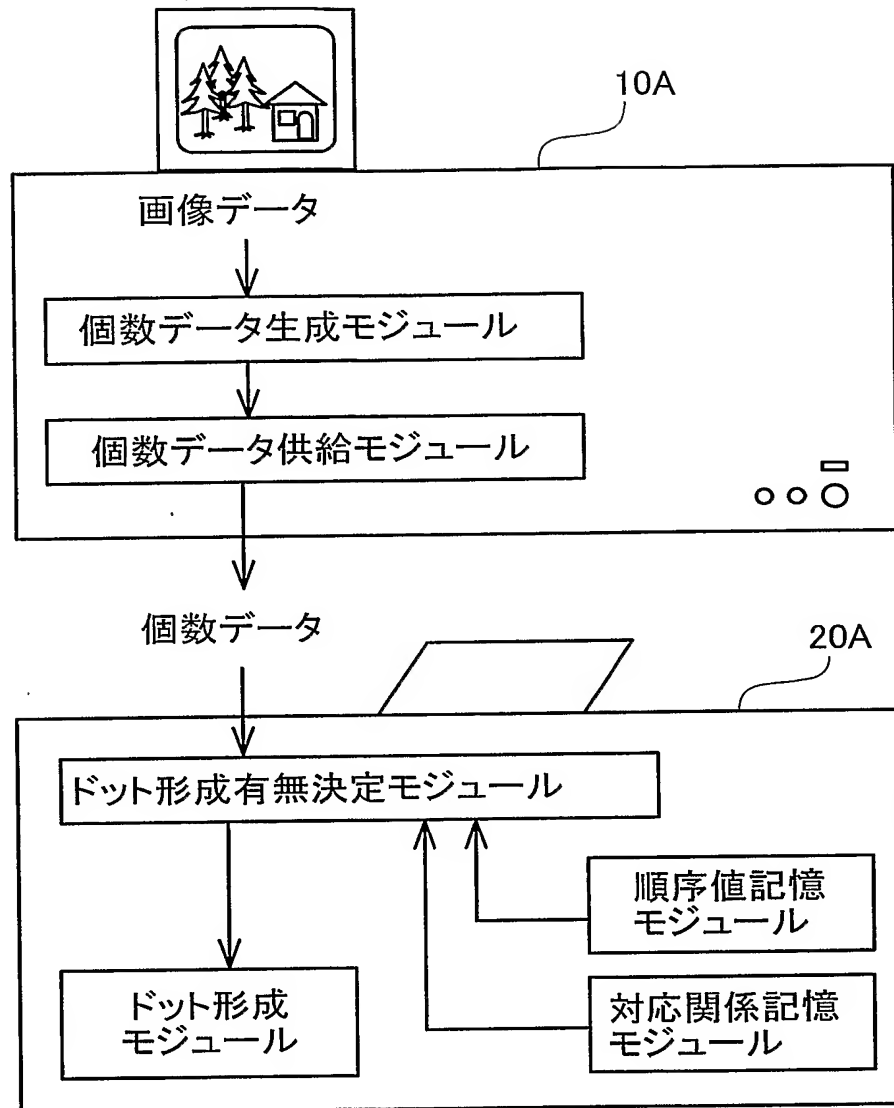 10A
画像データ
個数データ生成モジュール
個数データ供給モジュール
個数データ
20A
ドット形成有無決定モジュール
順序値記憶
モジュール
ドット形成
モジュール
対応関係記憶
モジュール